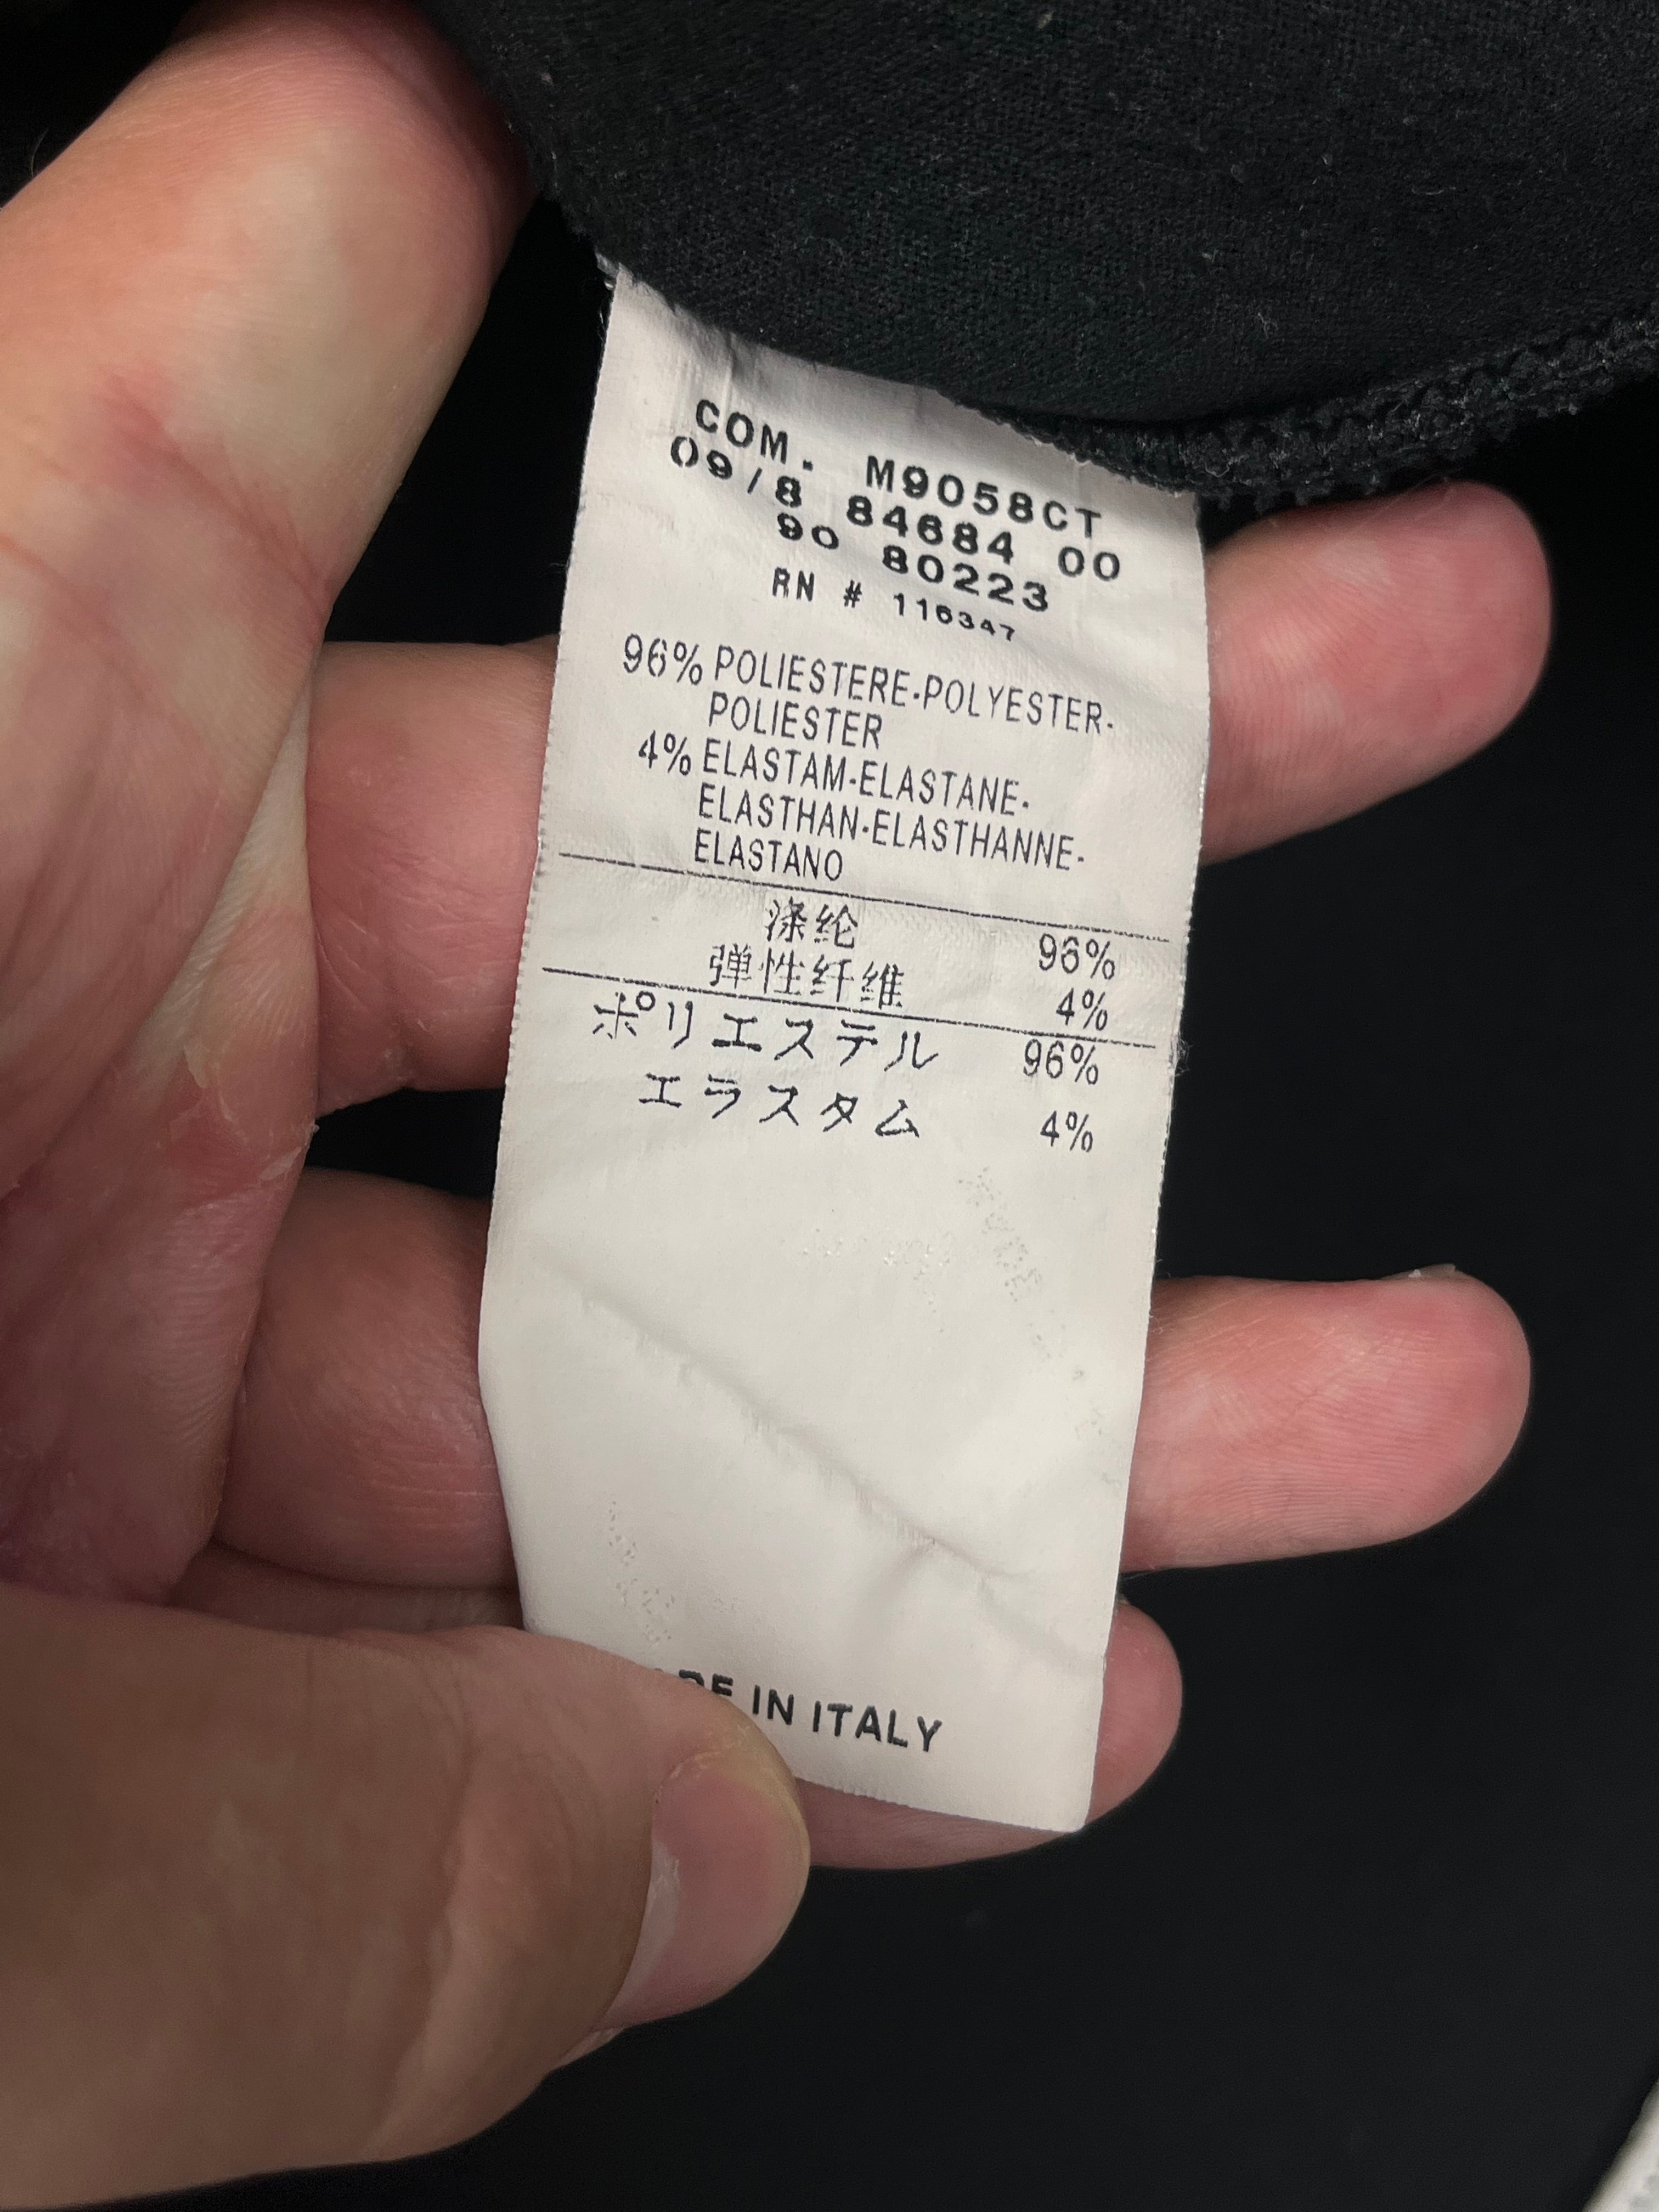 COM. M9058CT
09/8 84684 00
90 80223
RN # 116347
96% POLIESTERE-POLYESTER-
POLIESTER
4% ELASTAM-ELASTANE-
ELASTHAN-ELASTHANNE-
ELASTANO
涤纶 96%
弹性纤维 4%
ポリエステル 96%
エラスタム 4%
IN ITALY